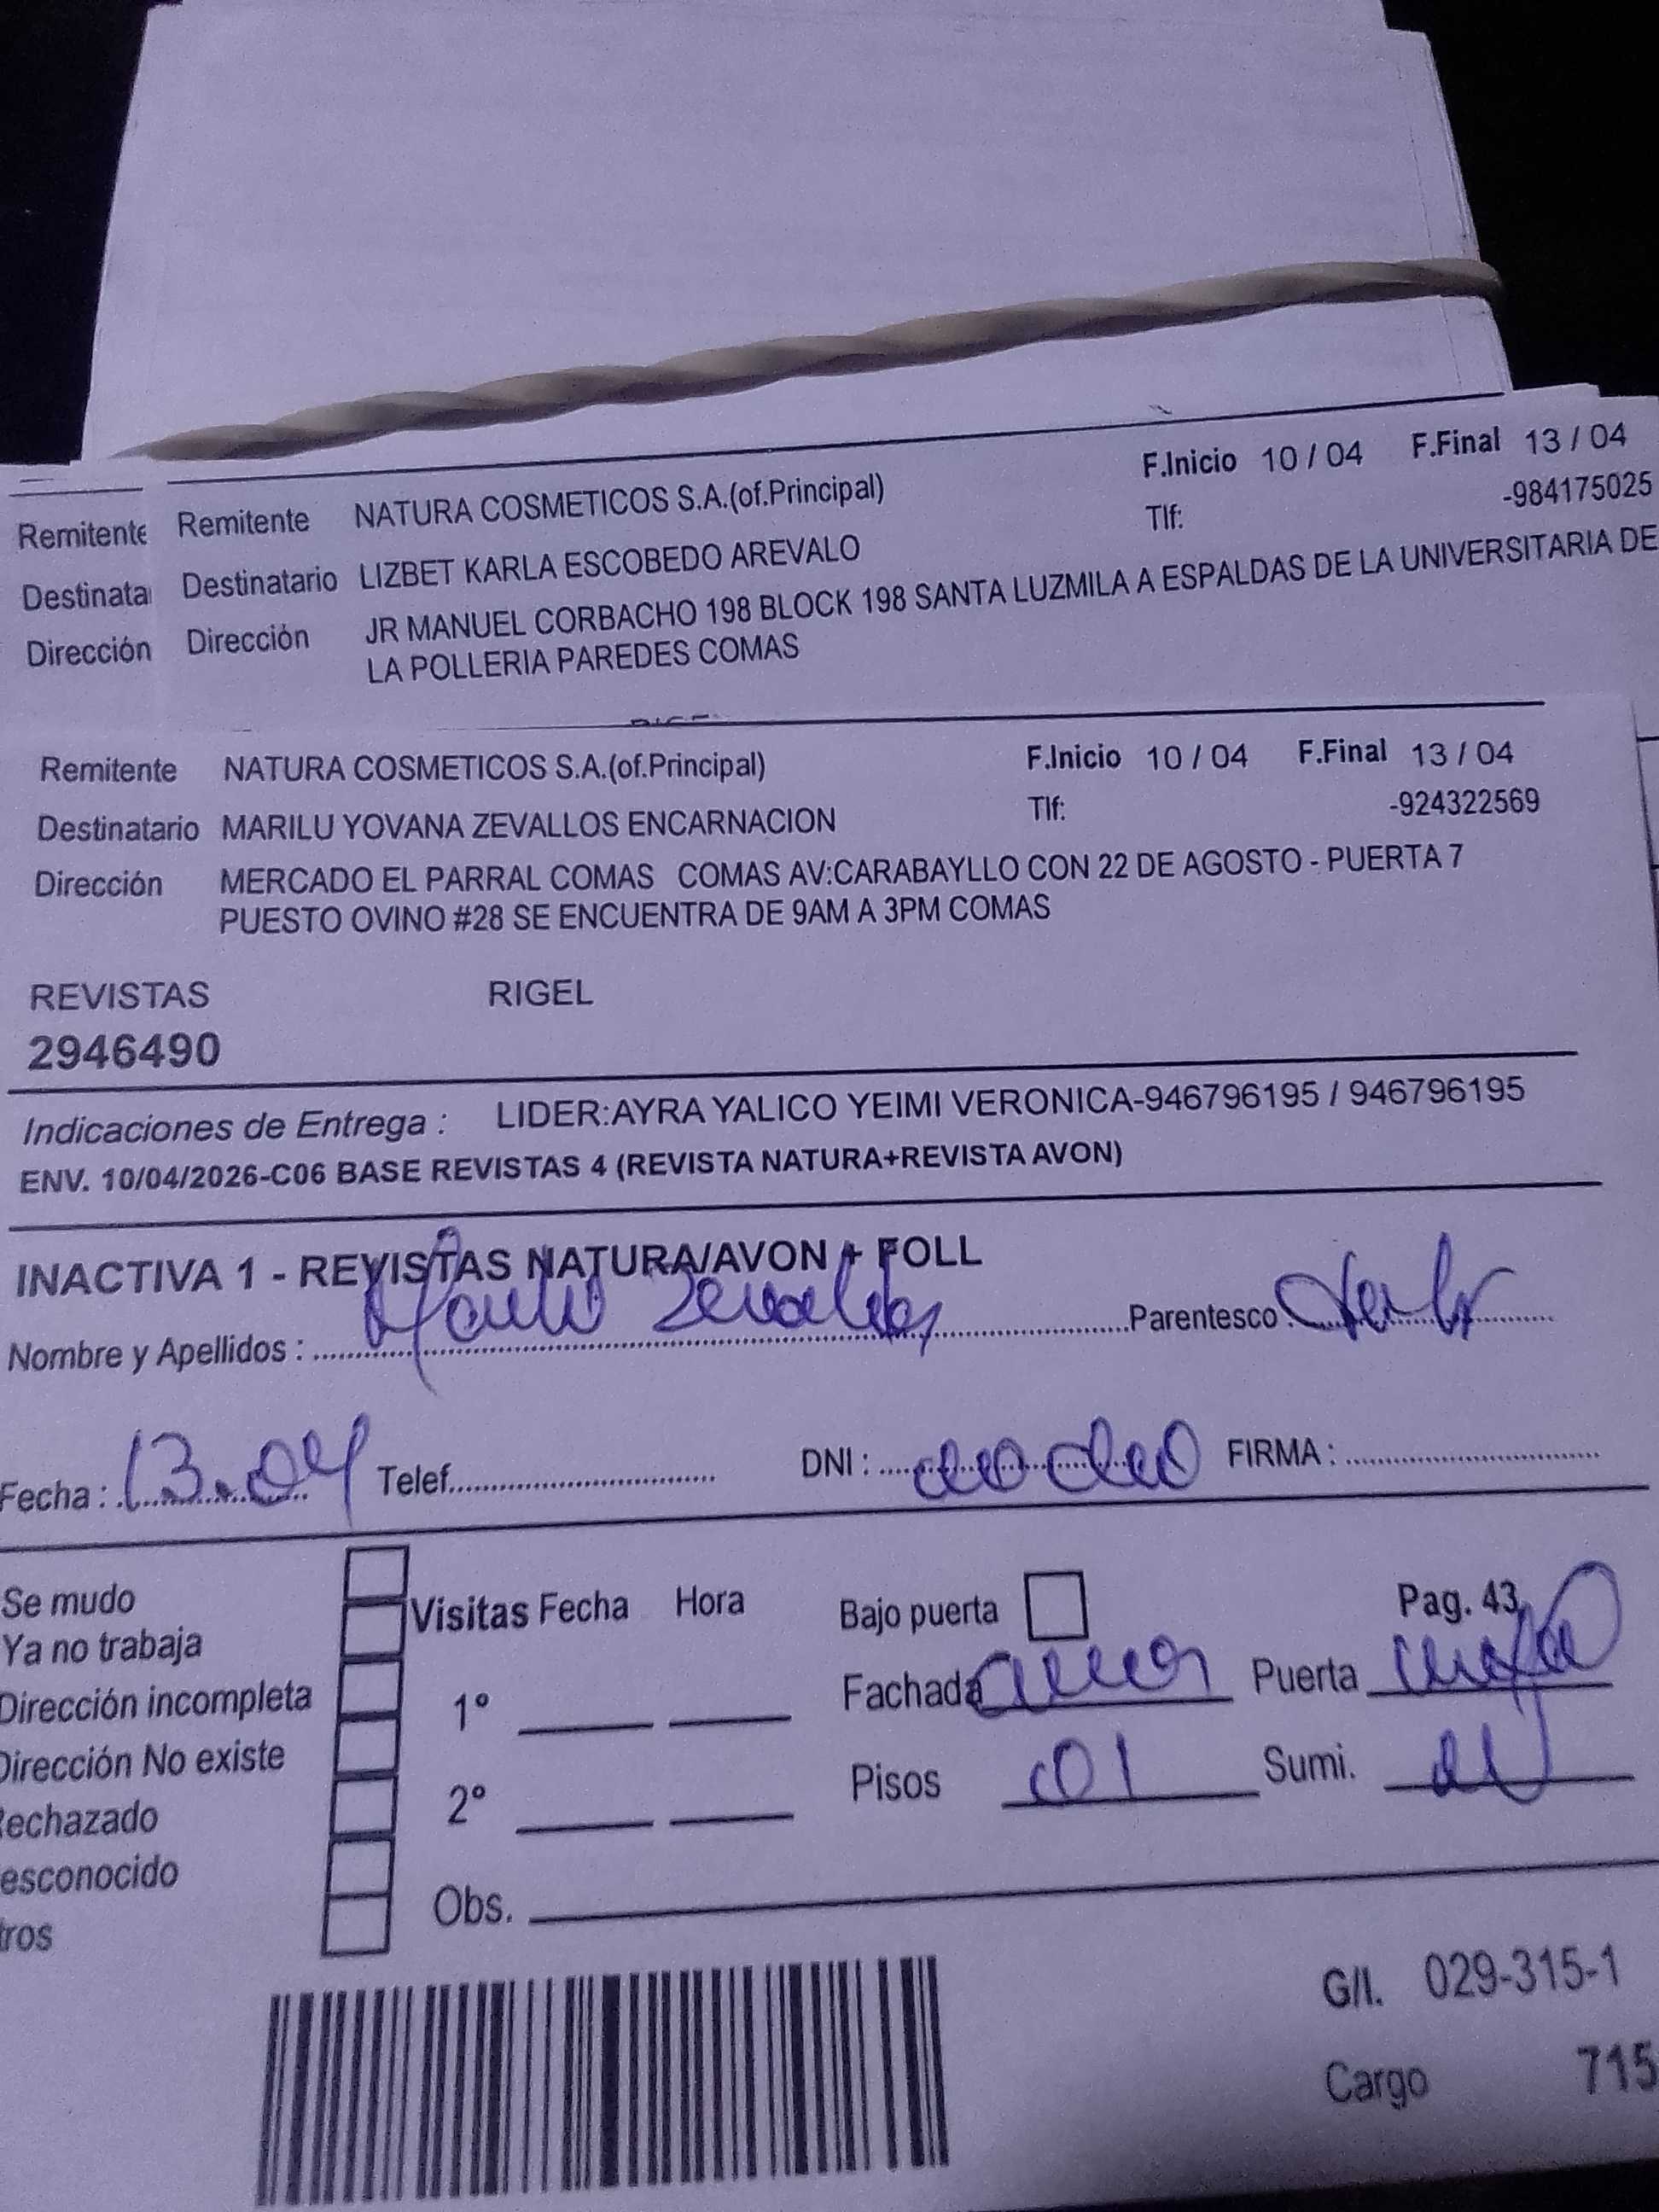 F.Inicio 10 / 04 F.Final 13 / 04
Remitente Remitente NATURA COSMETICOS S.A.(of.Principal) Tlf: -984175025
Destinata Destinatario LIZBET KARLA ESCOBEDO AREVALO
Dirección Dirección JR MANUEL CORBACHO 198 BLOCK 198 SANTA LUZMILA A ESPALDAS DE LA UNIVERSITARIA DE
LA POLLERIA PAREDES COMAS
Remitente NATURA COSMETICOS S.A.(of.Principal) F.Inicio 10 / 04 F.Final 13 / 04
Destinatario MARILU YOVANA ZEVALLOS ENCARNACION Tlf: -924322569
Dirección MERCADO EL PARRAL COMAS COMAS AV:CARABAYLLO CON 22 DE AGOSTO - PUERTA 7
PUESTO OVINO #28 SE ENCUENTRA DE 9AM A 3PM COMAS
REVISTAS RIGEL
2946490
Indicaciones de Entrega : LIDER:AYRA YALICO YEIMI VERONICA-946796195 / 946796195
ENV. 10/04/2026-C06 BASE REVISTAS 4 (REVISTA NATURA+REVISTA AVON)
INACTIVA 1 - REVISTAS NATURA/AVON + FOLL
Nombre y Apellidos : Zevallos Parentesco
Fecha : 13.04 Telef. DNI : FIRMA :
Se mudo
Ya no trabaja
Dirección incompleta
Dirección No existe
Rechazado
esconocido
tros
Visitas Fecha Hora
1º
2º
Obs.
Bajo puerta Pag. 43
Fachada Puerta
Pisos 01 Sumi.
G/I. 029-315-1
Cargo 715